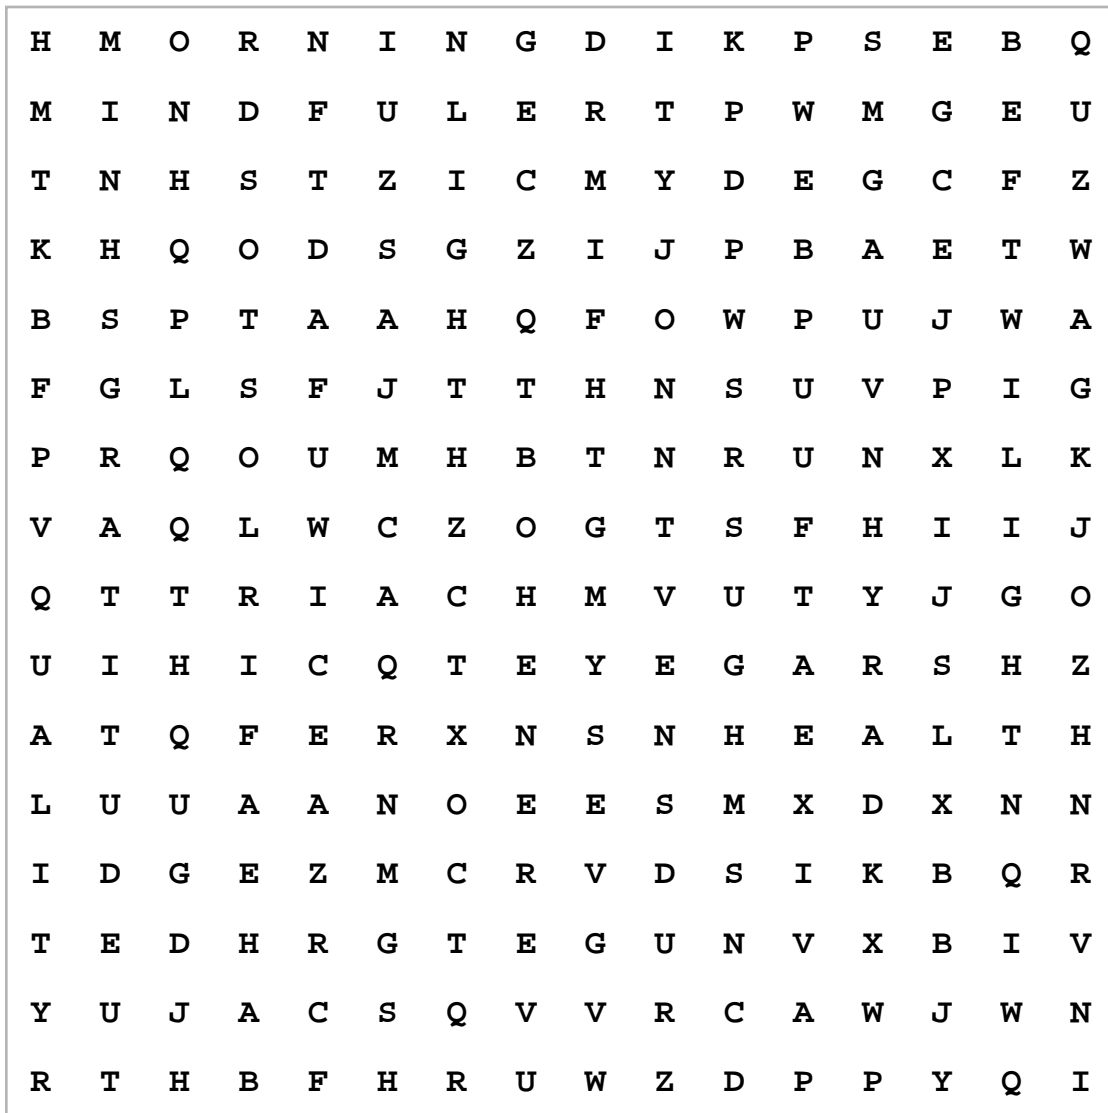 H M O R N I N G D I K P S E B Q
M I N D F U L E R T P W M G E U
T N H S T Z I C M Y D E G C F Z
K H Q O D S G Z I J P B A E T W
B S P T A A H Q F O W P U J W A
F G L S F J T T H N S U V P I G
P R Q O U M H B T N R U N X L K
V A Q L W C Z O G T S F H I I J
Q T T R I A C H M V U T Y J G O
U I H I C Q T E Y E G A R S H Z
A T Q F E R X N S N H E A L T H
L U U A A N O E E S M X D X N N
I D G E Z M C R V D S I K B Q R
T E D H R G T E G U N V X B I V
Y U J A C S Q V V R C A W J W N
R T H B F H R U W Z D P P Y Q I